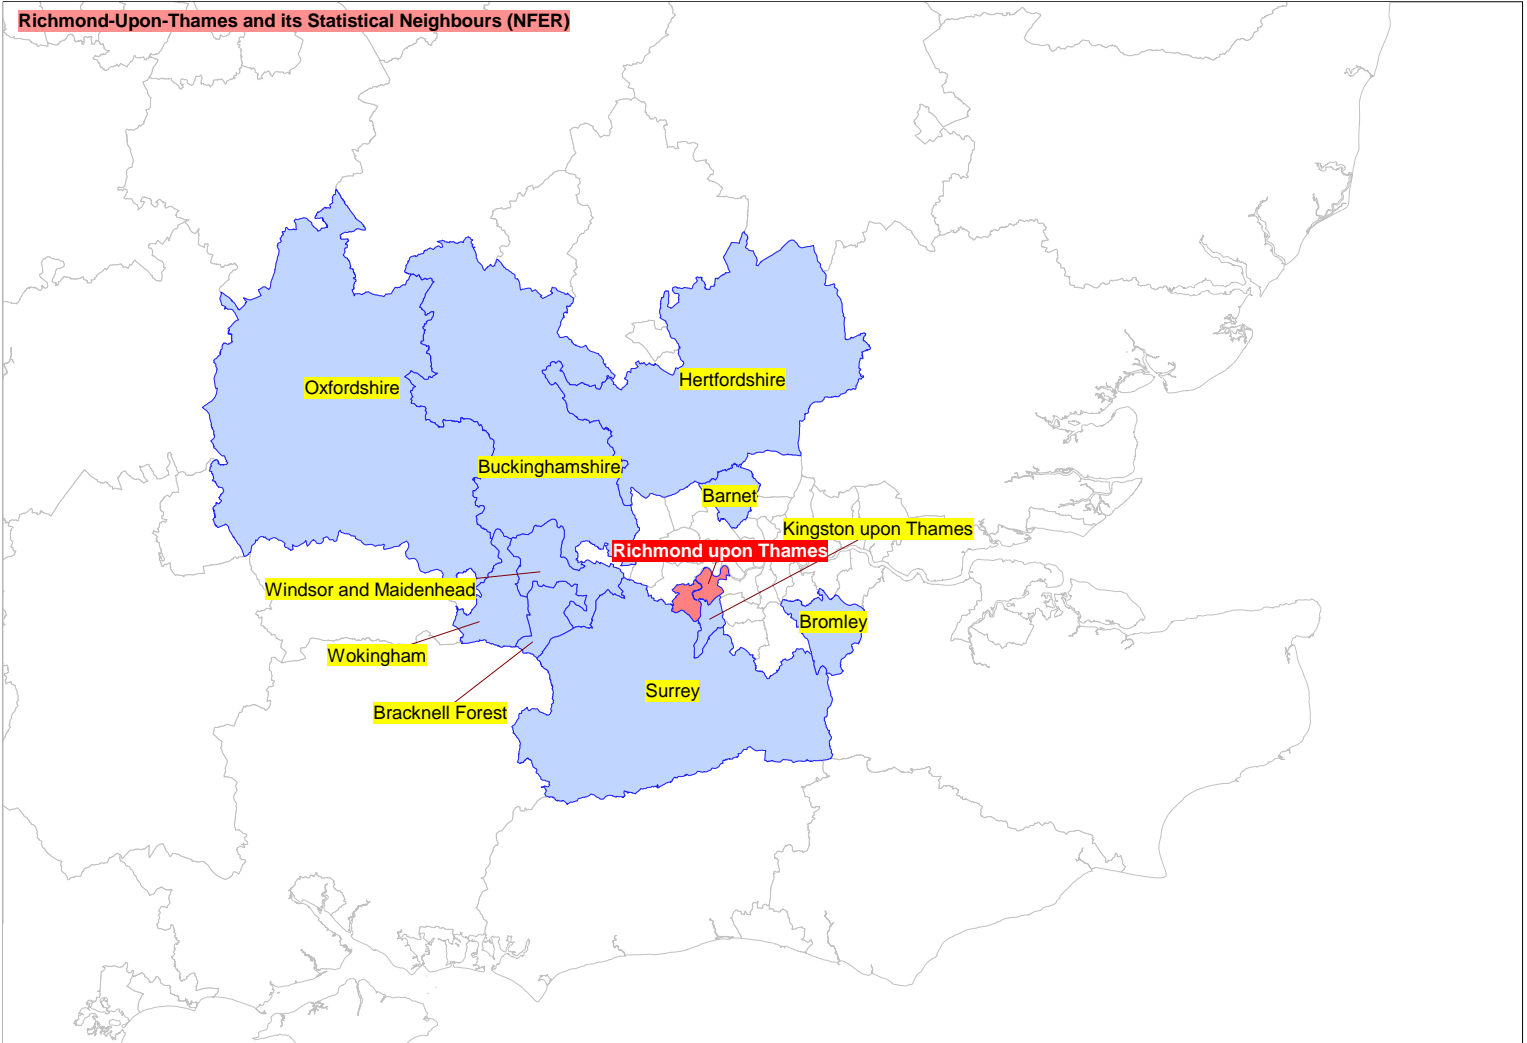 Richmond-Upon-Thames and its Statistical Neighbours (NFER)
Oxfordshire
Hertfordshire
Buckinghamshire
Barnet
Kingston upon Thames
Richmond upon Thames
Windsor and Maidenhead
Bromley
Wokingham
Surrey
Bracknell Forest